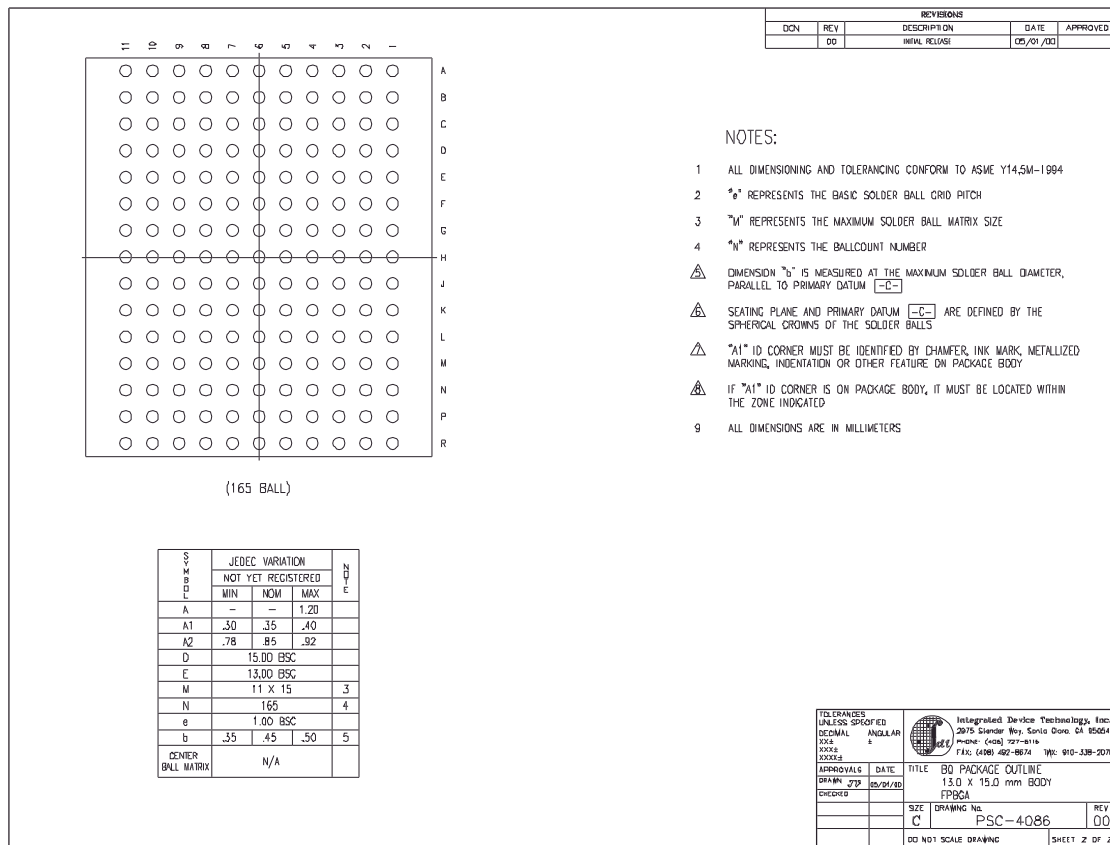 REVISIONS
DCN REV DESCRIPTION DATE APPROVED
00 INITIAL RELEASE 05/01/00
11 10 9 8 7 6 5 4 3 2 1
A
B
C
D
E
F
G
H
J
K
L
M
N
P
R
(165 BALL)
NOTES:
1 ALL DIMENSIONING AND TOLERANCING CONFORM TO ASME Y14.5M-1994
2 "e" REPRESENTS THE BASIC SOLDER BALL GRID PITCH
3 "M" REPRESENTS THE MAXIMUM SOLDER BALL MATRIX SIZE
4 "N" REPRESENTS THE BALLCOUNT NUMBER
5 DIMENSION "b" IS MEASURED AT THE MAXIMUM SOLDER BALL DIAMETER,
PARALLEL TO PRIMARY DATUM -C-
6 SEATING PLANE AND PRIMARY DATUM -C- ARE DEFINED BY THE
SPHERICAL CROWNS OF THE SOLDER BALLS
7 "A1" ID CORNER MUST BE IDENTIFIED BY CHAMFER, INK MARK, METALLIZED
MARKING, INDENTATION OR OTHER FEATURE ON PACKAGE BODY
8 IF "A1" ID CORNER IS ON PACKAGE BODY, IT MUST BE LOCATED WITHIN
THE ZONE INDICATED
9 ALL DIMENSIONS ARE IN MILLIMETERS
SYMBOL JEDEC VARIATION NOTE
NOT YET REGISTERED
MIN NOM MAX
A - - 1.20
A1 .30 .35 .40
A2 .78 .85 .92
D 15.00 BSC
E 13.00 BSC
M 11 X 15 3
N 165 4
e 1.00 BSC
b .35 .45 .50 5
CENTER
BALL MATRIX N/A
TOLERANCES
UNLESS SPECIFIED
DECIMAL ANGULAR
XX± ±
XXX±
XXXX±
idt
Integrated Device Technology, Inc.
2975 Stender Way, Santa Clara, CA 95054
PHONE: (408) 727-6116
FAX: (408) 492-8674 TWX: 910-338-2070
APPROVALS DATE
DRAWN 05/01/00
CHECKED
TITLE BQ PACKAGE OUTLINE
13.0 X 15.0 mm BODY
FPBGA
SIZE DRAWING No. REV
C PSC-4086 00
DO NOT SCALE DRAWING SHEET 2 OF 2